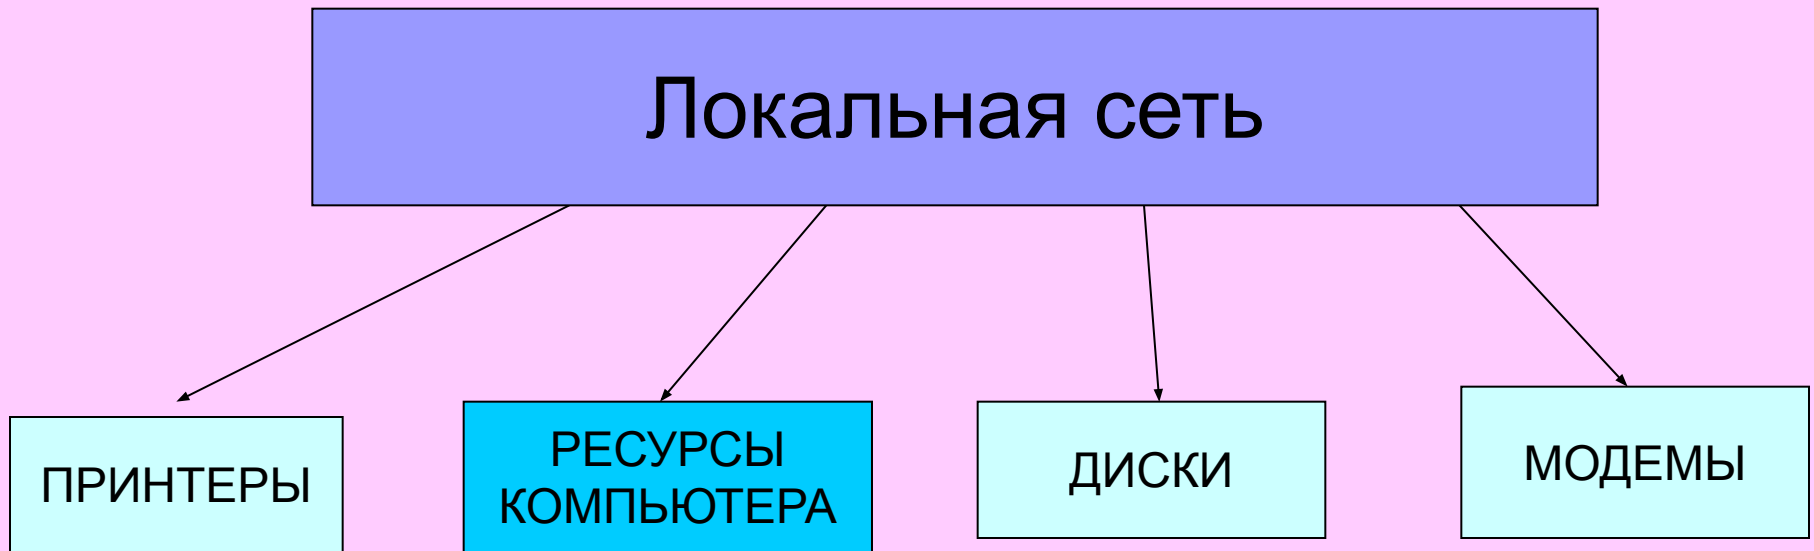 Локальная сеть
ПРИНТЕРЫ
РЕСУРСЫ
КОМПЬЮТЕРА
ДИСКИ
МОДЕМЫ